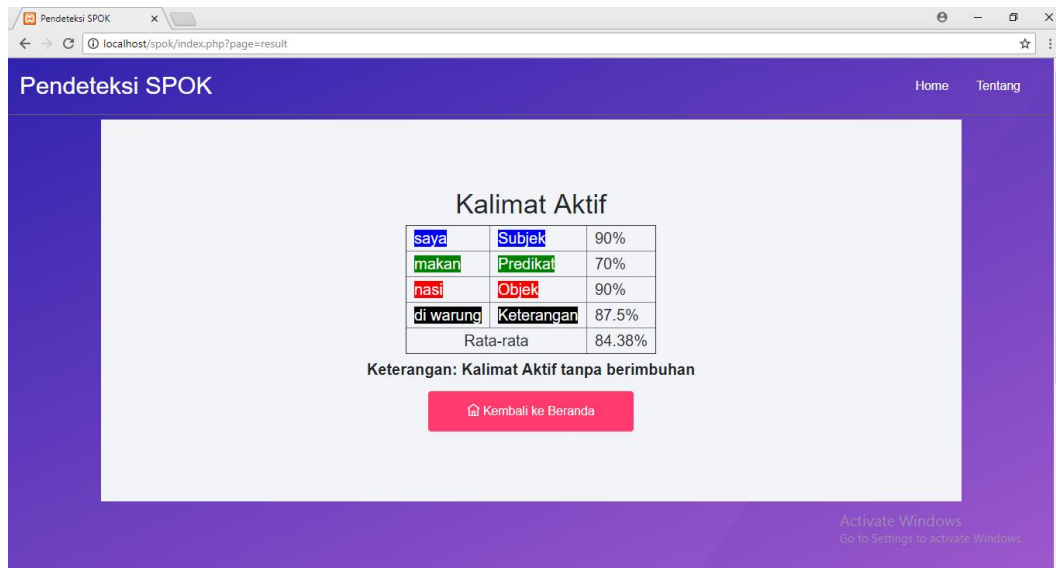 Pendeteksi SPOK
localhost/spok/index.php?page=result
Pendeteksi SPOK Home Tentang
Kalimat Aktif
saya Subjek 90%
makan Predikat 70%
nasi Objek 90%
di warung Keterangan 87.5%
Rata-rata 84.38%
Keterangan: Kalimat Aktif tanpa berimbuhan
Kembali ke Beranda
Activate Windows
Go to Settings to activate Windows.